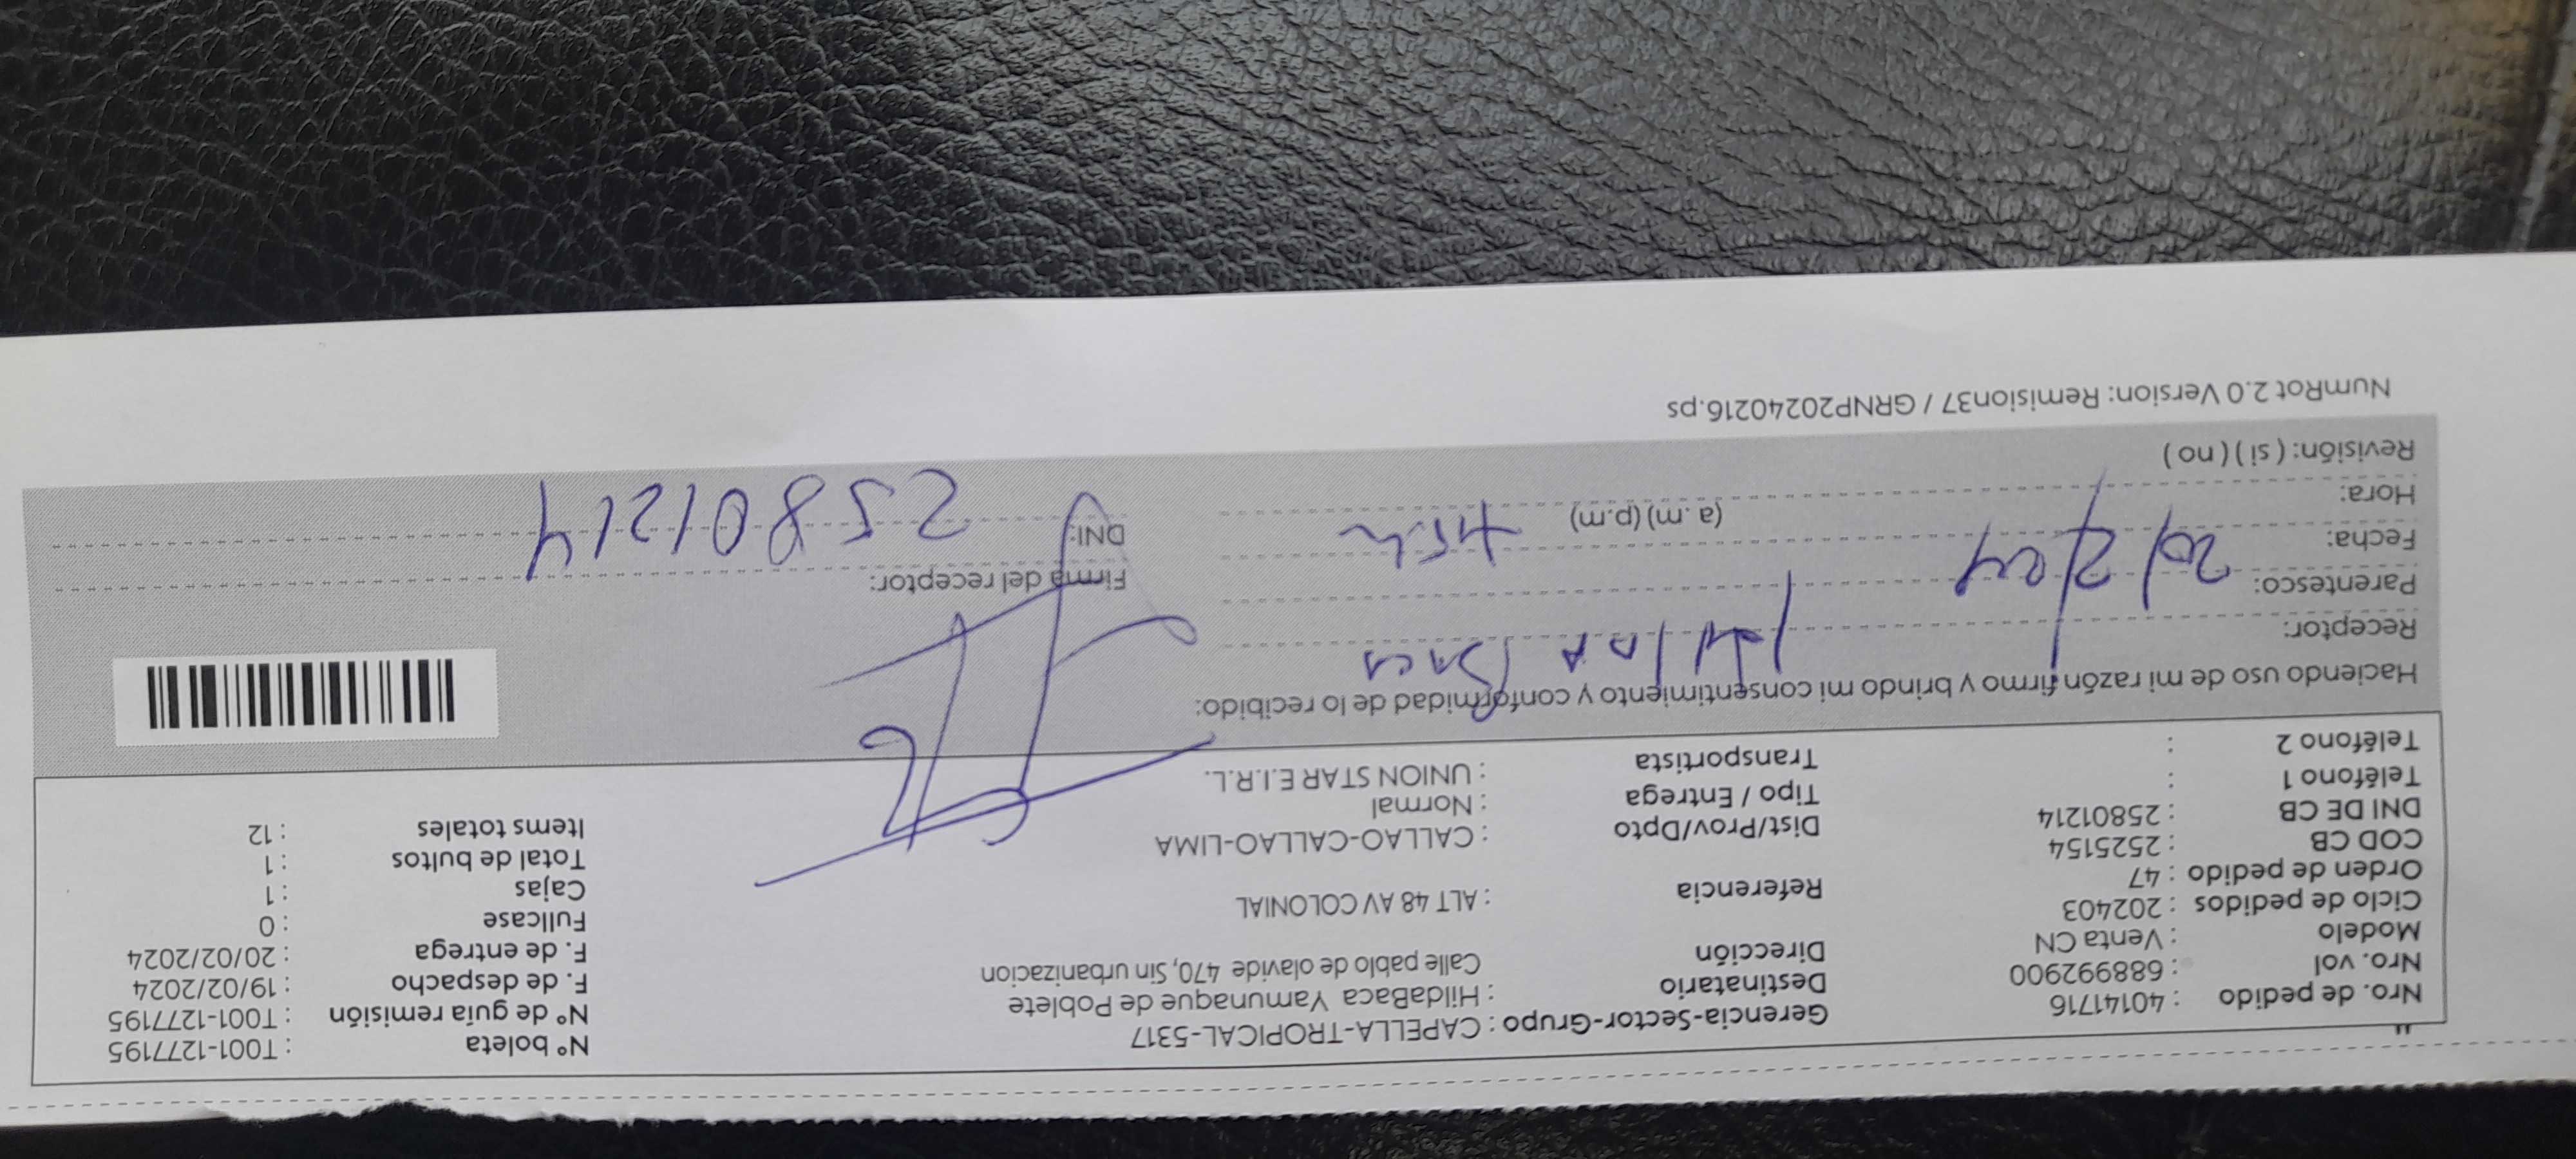 Nro. de pedido : 40141716
Nro. vol : 688992900
Modelo : Venta CN
Ciclo de pedidos : 202403
Orden de pedido : 47
COD CB : 2525154
DNI DE CB : 25801214
Teléfono 1 :
Teléfono 2 :
Gerencia-Sector-Grupo : CAPELLA-TROPICAL-5317
Destinatario : HildaBaca Yamunaque de Poblete
Dirección Calle pablo de olavide 470, Sin urbanizacion
Referencia : ALT 48 AV COLONIAL
Dist/Prov/Dpto : CALLAO-CALLAO-LIMA
Tipo / Entrega : Normal
Transportista : UNION STAR E.I.R.L.
N° boleta : T001-1277195
N° de guía remisión : T001-1277195
F. de despacho : 19/02/2024
F. de entrega : 20/02/2024
Fullcase : 0
Cajas : 1
Total de bultos : 1
Items totales : 12
Haciendo uso de mi razón firmo y brindo mi consentimiento y conformidad de lo recibido:
Receptor: Hilda Baca
Parentesco:
Fecha: 20/2/24
Hora: (a.m) (p.m)
Revisión: ( si ) ( no )
Firma del receptor:
DNI: 25801214
NumRot 2.0 Version: Remision37 / GRNP20240216.ps